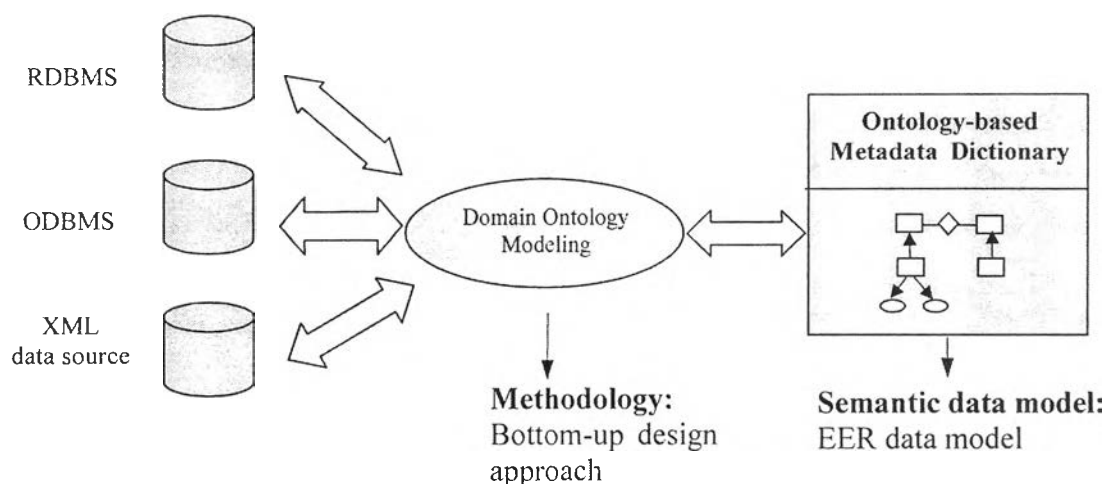 RDBMS
ODBMS
XML
data source
Domain Ontology
Modeling
Ontology-based
Metadata Dictionary
Methodology:
Bottom-up design
approach
Semantic data model:
EER data model